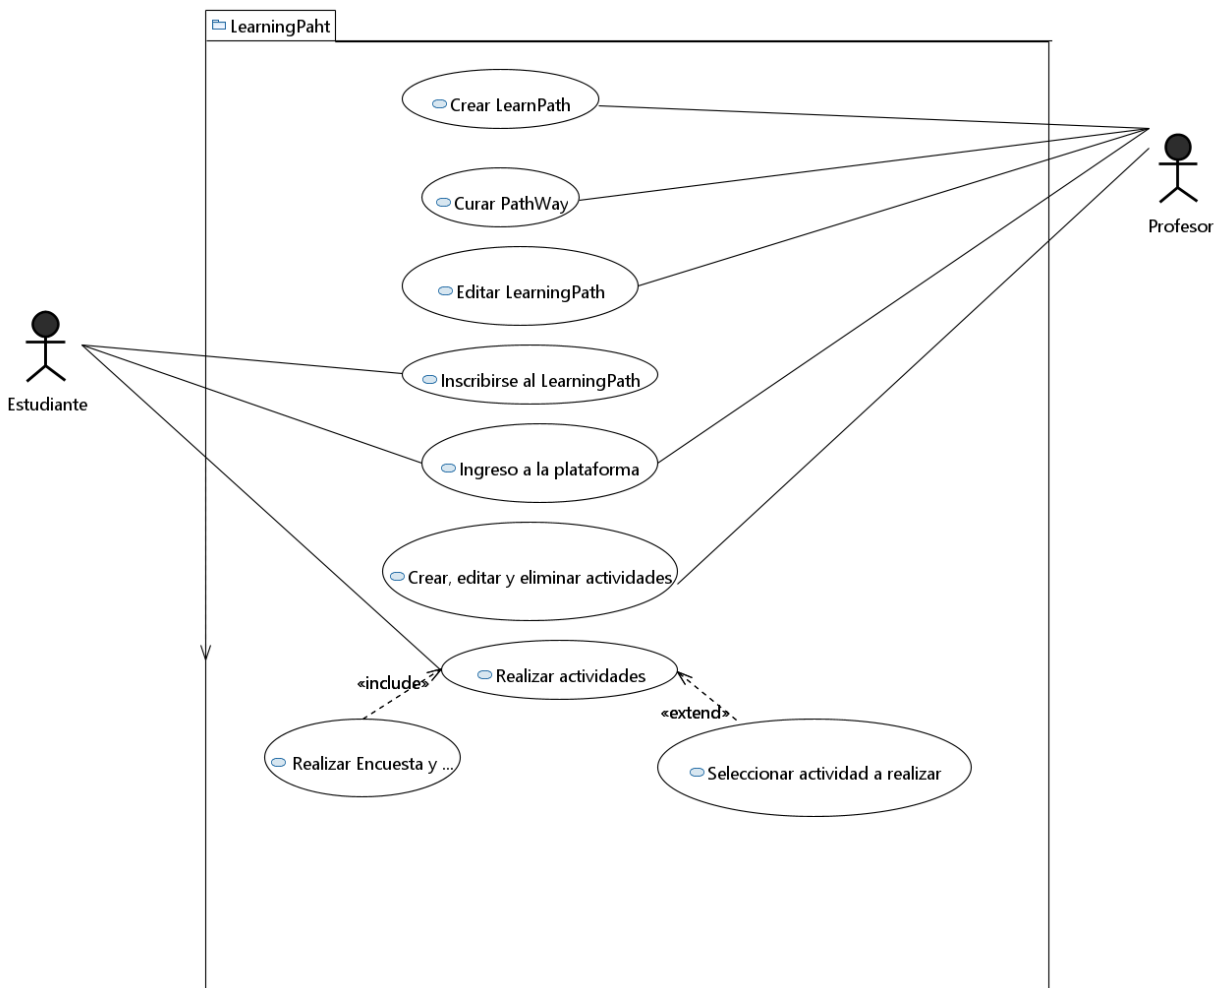 LearningPaht
Crear LearnPath
Profesor
Curar PathWay
Editar LearningPath
Estudiante
Inscribirse al LearningPath
Ingreso a la plataforma
Crear, editar y eliminar actividades
Realizar actividades
«include»
«extend»
Realizar Encuesta y ...
Seleccionar actividad a realizar